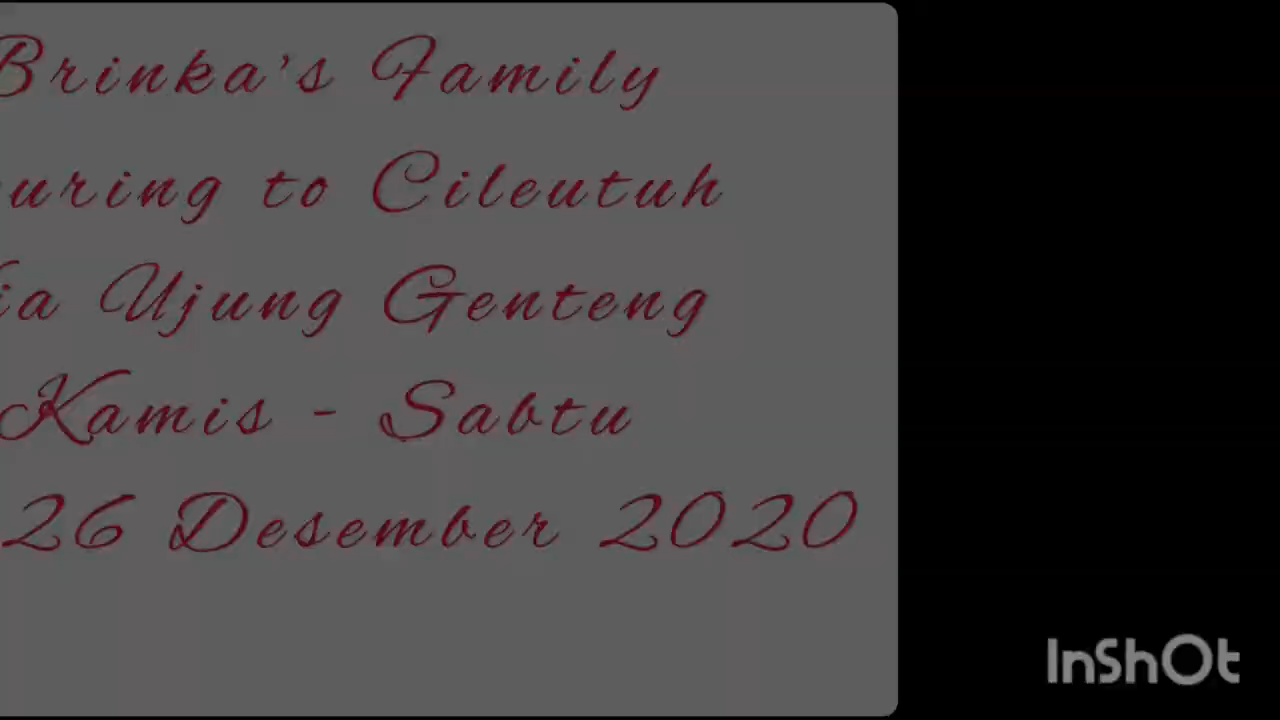 Brinka's Family
uring to Cileutuh
ia Ujung Genteng
Kamis - Sabtu
26 Desember 2020
InShOt